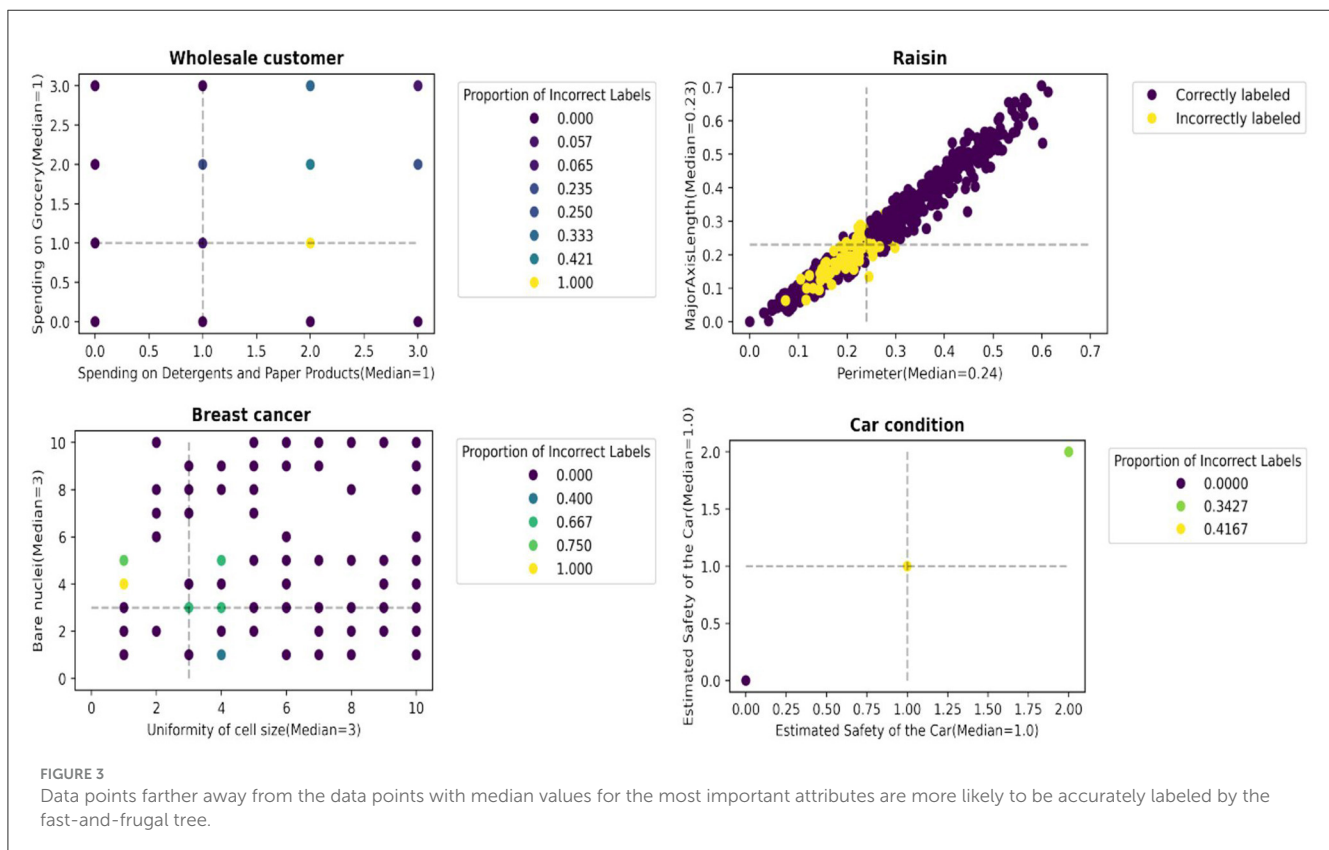 Wholesale customer
Spending on Grocery(Median=1)
3.0
2.5
2.0
1.5
1.0
0.5
0.0
0.0 0.5 1.0 1.5 2.0 2.5 3.0
Spending on Detergents and Paper Products(Median=1)
Proportion of Incorrect Labels
0.000
0.057
0.065
0.235
0.250
0.333
0.421
1.000
Raisin
MajorAxisLength(Median=0.23)
0.7
0.6
0.5
0.4
0.3
0.2
0.1
0.0
0.0 0.1 0.2 0.3 0.4 0.5 0.6 0.7
Perimeter(Median=0.24)
Correctly labeled
Incorrectly labeled
Breast cancer
Bare nuclei(Median=3)
10
8
6
4
2
0
0 2 4 6 8 10
Uniformity of cell size(Median=3)
Proportion of Incorrect Labels
0.000
0.400
0.667
0.750
1.000
Car condition
Estimated Safety of the Car(Median=1.0)
2.0
1.5
1.0
0.5
0.0
0.00 0.25 0.50 0.75 1.00 1.25 1.50 1.75 2.00
Estimated Safety of the Car(Median=1.0)
Proportion of Incorrect Labels
0.0000
0.3427
0.4167
FIGURE 3
Data points farther away from the data points with median values for the most important attributes are more likely to be accurately labeled by the
fast-and-frugal tree.